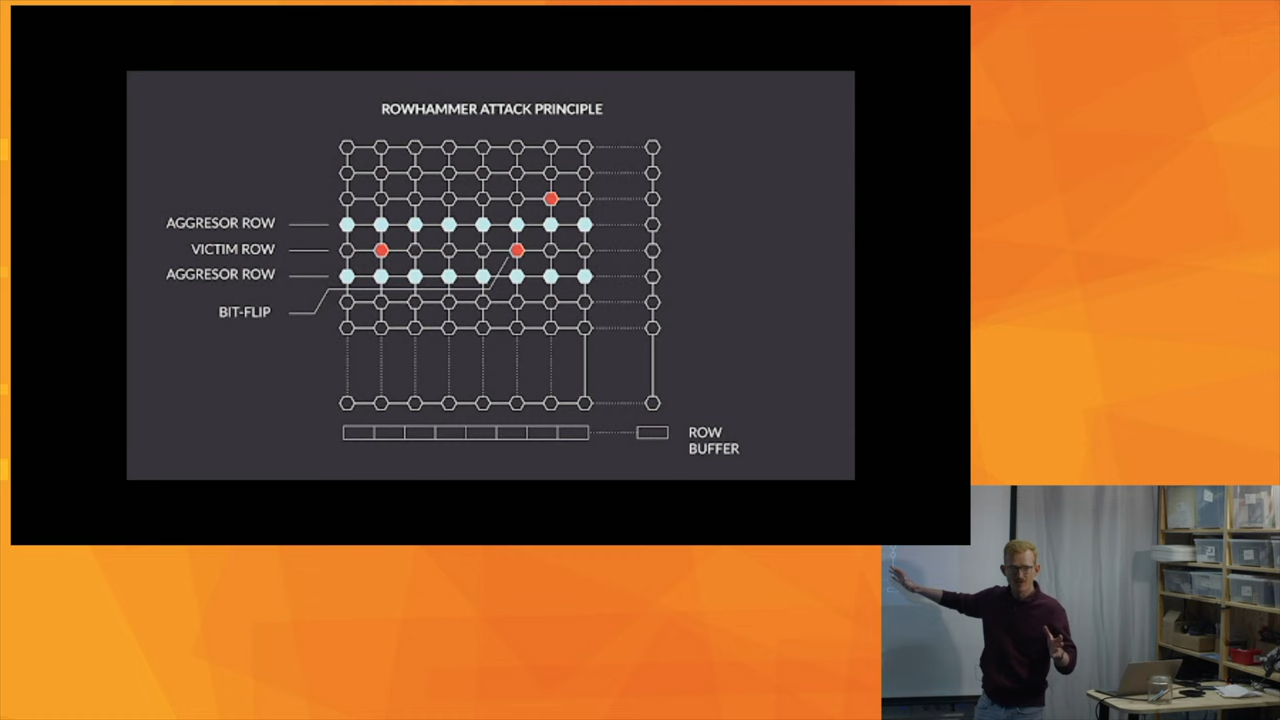 ROWHAMMER ATTACK PRINCIPLE
AGGRESOR ROW
VICTIM ROW
AGGRESOR ROW
BIT-FLIP
ROW
BUFFER